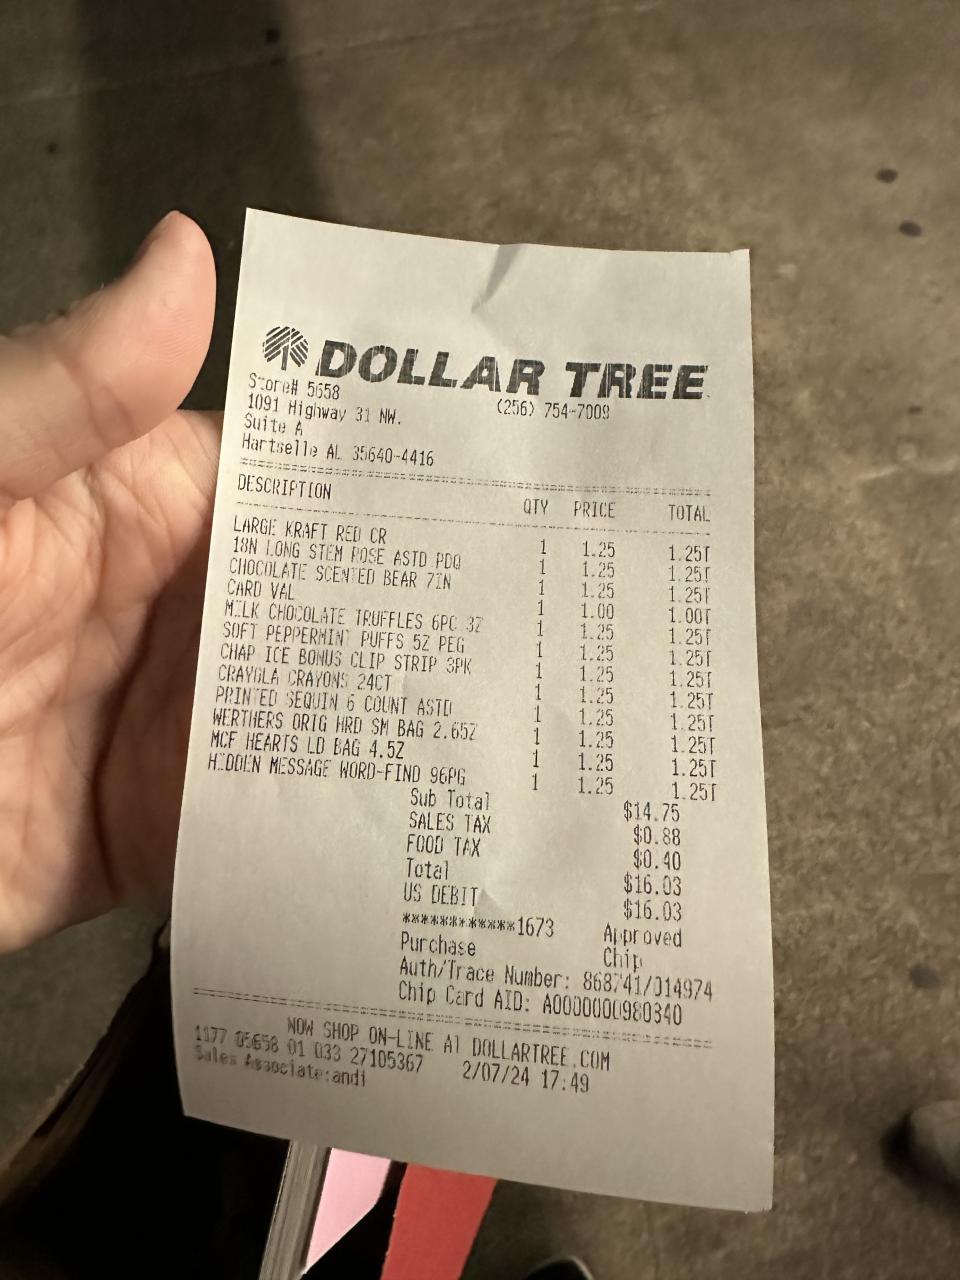 DOLLAR TREE
Store# 5658 (256) 754-7009
1091 Highway 31 NW.
Suite A
Hartselle AL 35640-4416
DESCRIPTION QTY PRICE TOTAL
LARGE KRAFT RED CR 1 1.25 1.25T
18N LONG STEM ROSE ASTD PDQ 1 1.25 1.25T
CHOCOLATE SCENTED BEAR 7IN 1 1.25 1.25T
CARD VAL 1 1.00 1.00T
MILK CHOCOLATE TRUFFLES 6PC 3Z 1 1.25 1.25T
SOFT PEPPERMINT PUFFS 5Z PEG 1 1.25 1.25T
CHAP ICE BONUS CLIP STRIP 3PK 1 1.25 1.25T
CRAYOLA CRAYONS 24CT 1 1.25 1.25T
PRINTED SEQUIN 6 COUNT ASTD 1 1.25 1.25T
WERTHERS ORIG HRD SM BAG 2.65Z 1 1.25 1.25T
MCF HEARTS LD BAG 4.5Z 1 1.25 1.25T
HIDDEN MESSAGE WORD-FIND 96PG 1 1.25 1.25T
Sub Total $14.75
SALES TAX $0.88
FOOD TAX $0.40
Total $16.03
US DEBIT $16.03
************1673 Approved
Purchase Chip
Auth/Trace Number: 868741/014974
Chip Card AID: A0000000980840
NOW SHOP ON-LINE AT DOLLARTREE.COM
1177 05658 01 033 27105367 2/07/24 17:49
Sales Associate:andi